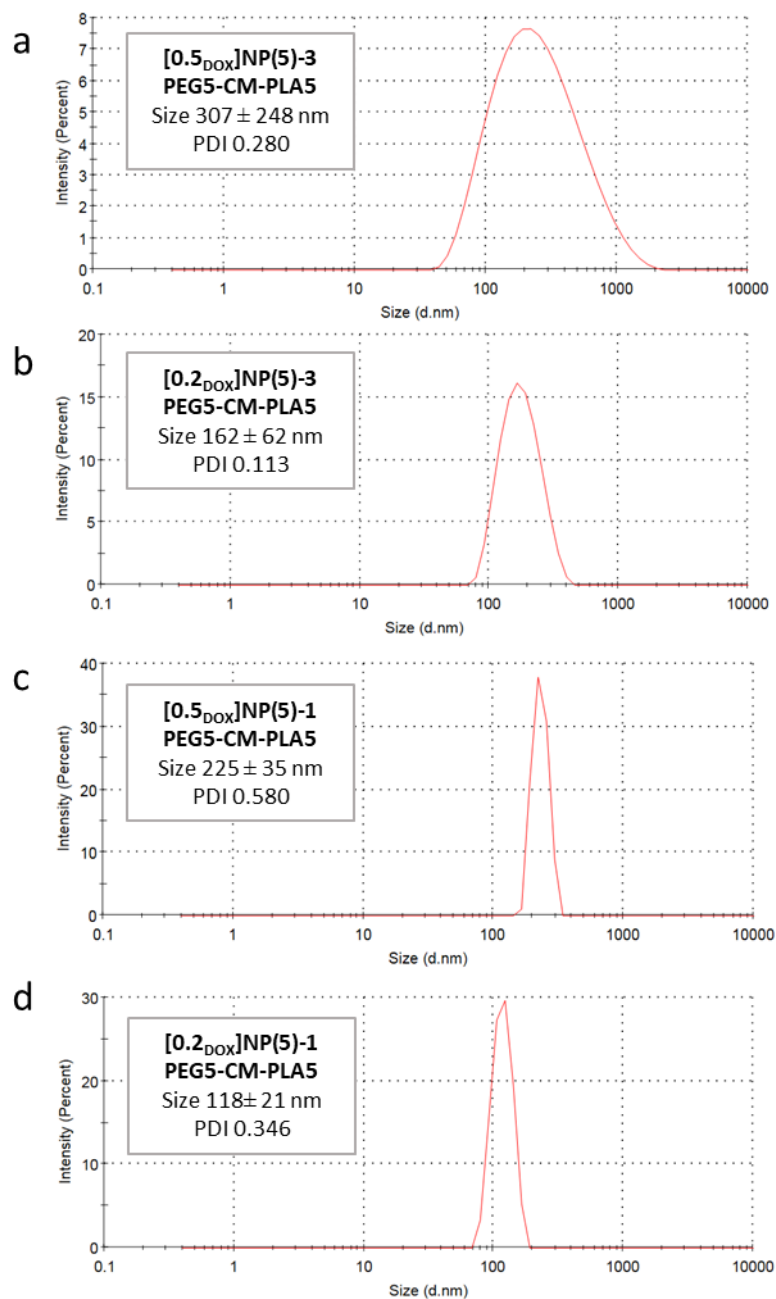 a
[0.5DOX]NP(5)-3
PEG5-CM-PLA5
Size 307 ± 248 nm
PDI 0.280
Intensity (Percent)
8
7
6
5
4
3
2
1
0
0.1 1 10 100 1000 10000
Size (d.nm)
b
[0.2DOX]NP(5)-3
PEG5-CM-PLA5
Size 162 ± 62 nm
PDI 0.113
Intensity (Percent)
20
15
10
5
0
0.1 1 10 100 1000 10000
Size (d.nm)
c
[0.5DOX]NP(5)-1
PEG5-CM-PLA5
Size 225 ± 35 nm
PDI 0.580
Intensity (Percent)
40
30
20
10
0
0.1 1 10 100 1000 10000
Size (d.nm)
d
[0.2DOX]NP(5)-1
PEG5-CM-PLA5
Size 118± 21 nm
PDI 0.346
Intensity (Percent)
30
20
10
0
0.1 1 10 100 1000 10000
Size (d.nm)